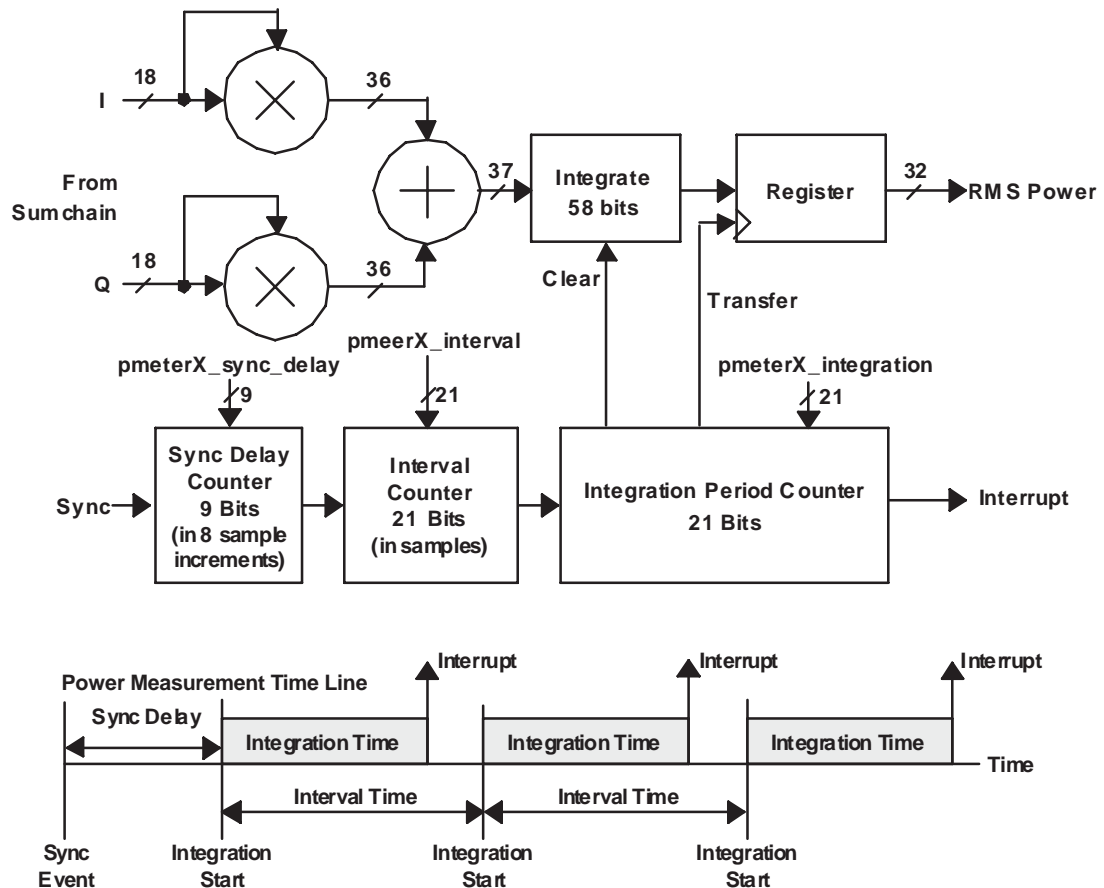 18
I
36
From
Sumchain
18
Q
36
37
Integrate
58 bits
Register
32
RMS Power
Clear
Transfer
pmeterX_sync_delay
9
pmeerX_interval
21
pmeterX_integration
21
Sync
Sync Delay
Counter
9 Bits
(in 8 sample
increments)
Interval
Counter
21 Bits
(in samples)
Integration Period Counter
21 Bits
Interrupt
Interrupt
Interrupt
Interrupt
Power Measurement Time Line
Sync Delay
Integration Time
Integration Time
Integration Time
Time
Interval Time
Interval Time
Sync
Event
Integration
Start
Integration
Start
Integration
Start